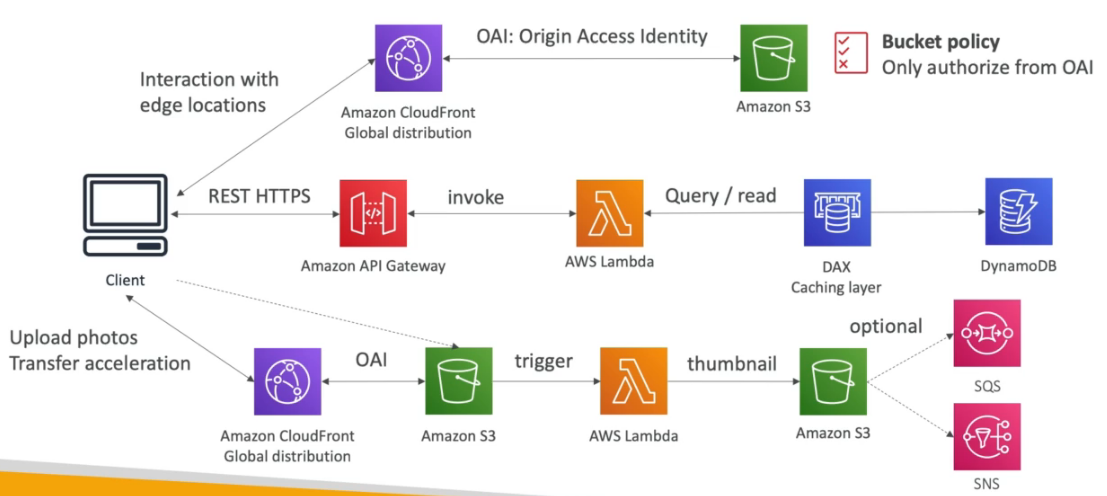 OAI: Origin Access Identity
Bucket policy
Only authorize from OAI
Interaction with
edge locations
Amazon CloudFront
Global distribution
Amazon S3
REST HTTPS
invoke
Query / read
Amazon API Gateway
AWS Lambda
DAX
Caching layer
DynamoDB
Client
Upload photos
Transfer acceleration
OAI
trigger
thumbnail
optional
SQS
Amazon CloudFront
Global distribution
Amazon S3
AWS Lambda
Amazon S3
SNS